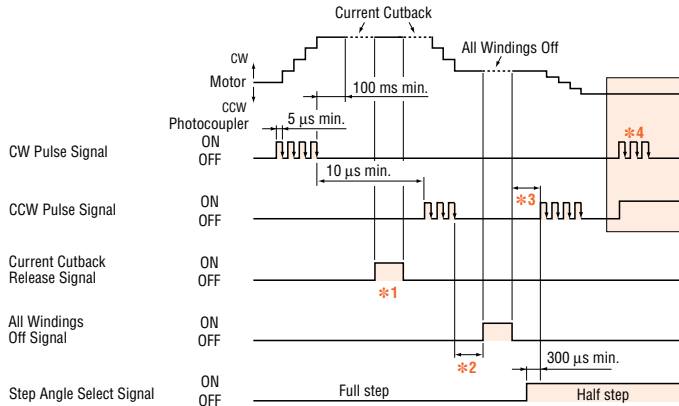 Current Cutback
All Windings Off
CW
Motor
CCW
100 ms min.
Photocoupler
5 μs min.
CW Pulse Signal
ON
OFF
*4
10 μs min.
CCW Pulse Signal
ON
OFF
*3
Current Cutback
Release Signal
ON
OFF
*1
All Windings
Off Signal
ON
OFF
*2
300 μs min.
Step Angle Select Signal
ON
OFF
Full step
Half step